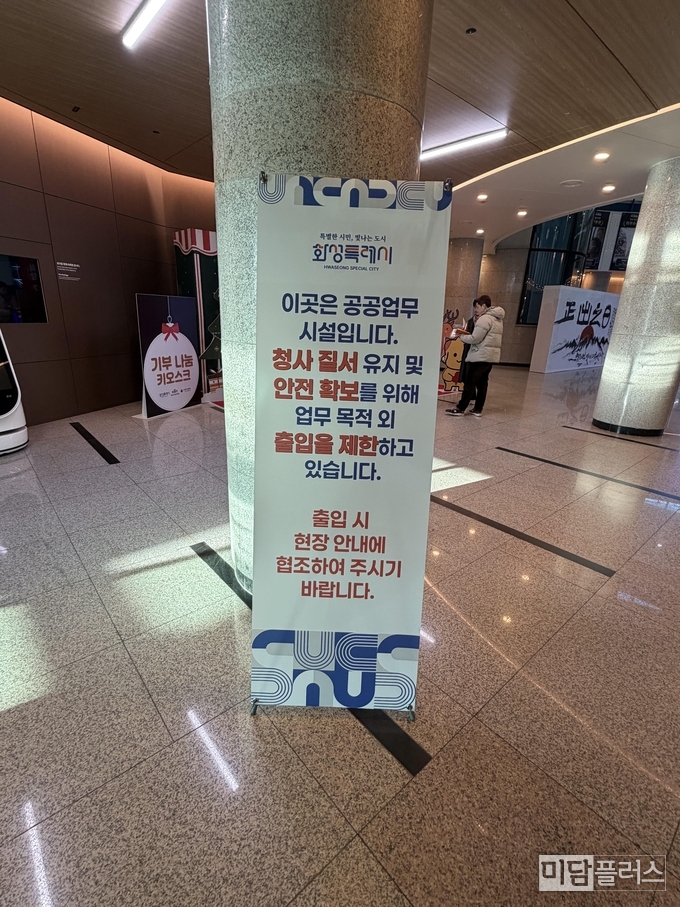 특별한 시민, 빛나는 도시
화성특례시
HWASEONG SPECIAL CITY
이곳은 공공업무
시설입니다.
청사 질서 유지 및
안전 확보를 위해
업무 목적 외
출입을 제한하고
있습니다.
출입 시
현장 안내에
협조하여 주시기
바랍니다.
기부 나눔
키오스크
미담플러스